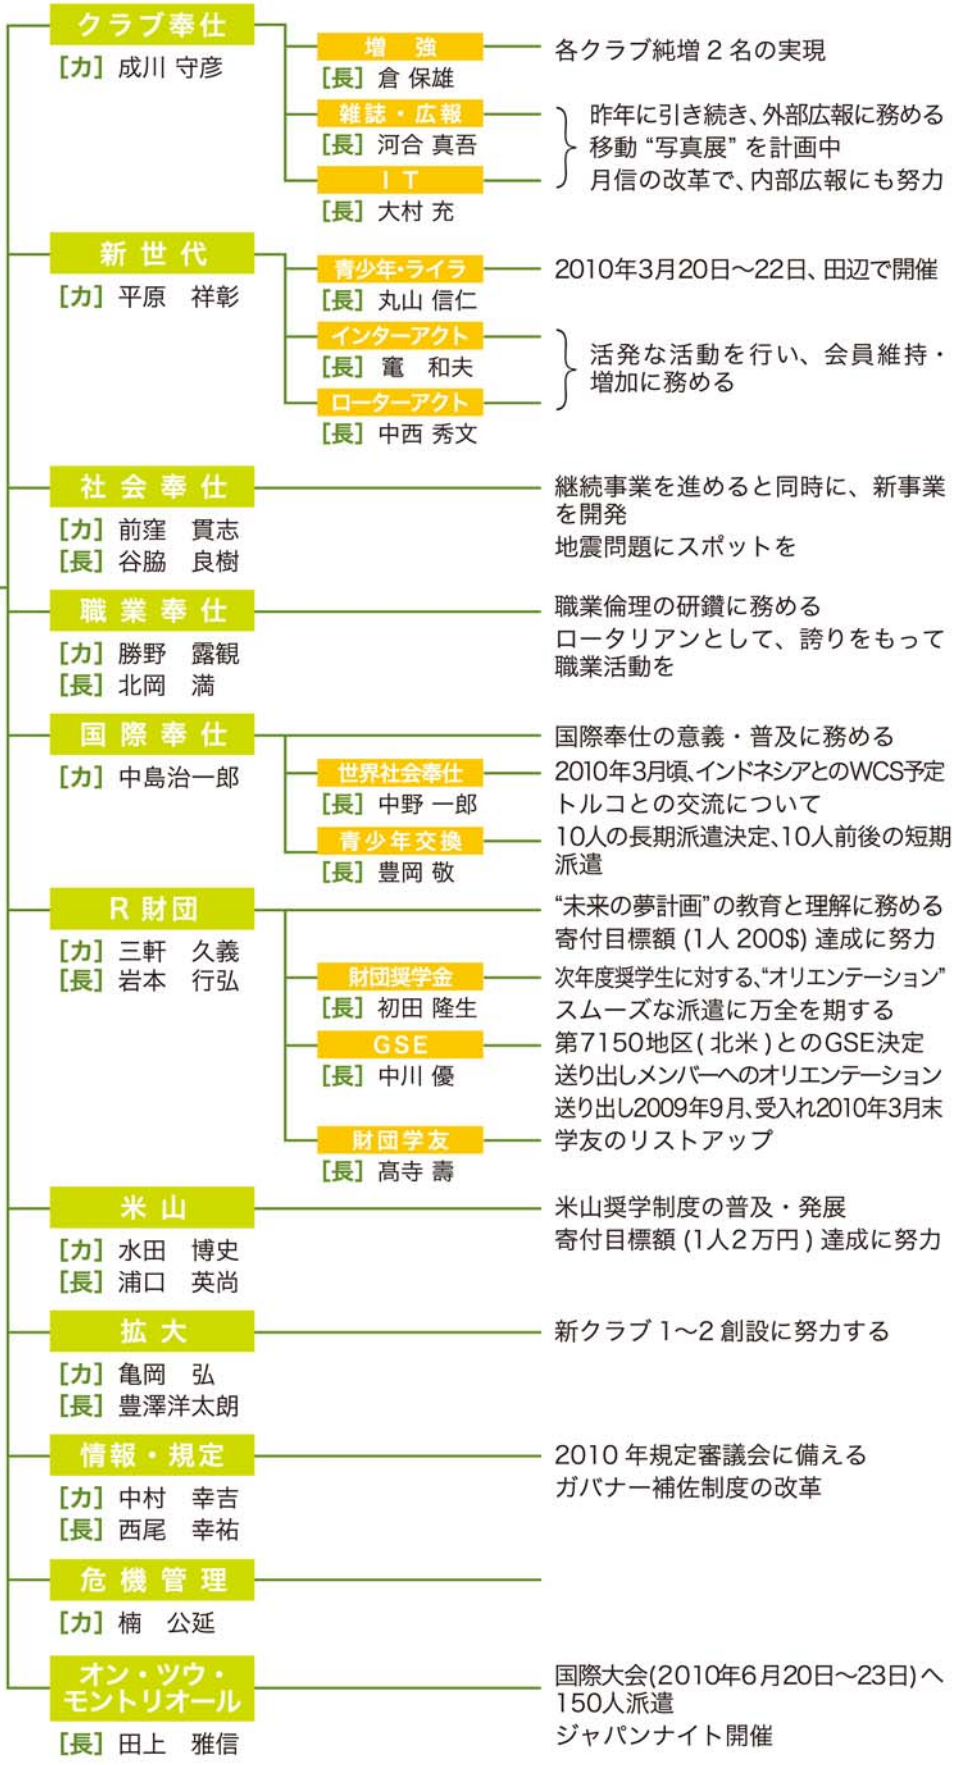 クラブ奉仕
［カ］成川 守彦
増 強
［長］倉 保雄
各クラブ純増 2 名の実現
雑誌・広報
［長］河合 真吾
I T
［長］大村 充
昨年に引き続き、外部広報に務める
移動 “写真展” を計画中
月信の改革で、内部広報にも努力
新 世 代
［カ］平原 祥彰
青少年・ライラ
［長］丸山 信仁
2010年3月20日～22日、田辺で開催
インターアクト
［長］竃 和夫
ローターアクト
［長］中西 秀文
活発な活動を行い、会員維持・
増加に務める
社 会 奉 仕
［カ］前窪 貫志
［長］谷脇 良樹
継続事業を進めると同時に、新事業
を開発
地震問題にスポットを
職 業 奉 仕
［カ］勝野 露観
［長］北岡 満
職業倫理の研鑽に務める
ロータリアンとして、誇りをもって
職業活動を
国 際 奉 仕
［カ］中島治一郎
国際奉仕の意義・普及に務める
世界社会奉仕
［長］中野 一郎
2010年3月頃、インドネシアとのWCS予定
トルコとの交流について
青少年交換
［長］豊岡 敬
10人の長期派遣決定、10人前後の短期
派遣
R 財団
［カ］三軒 久義
［長］岩本 行弘
“未来の夢計画”の教育と理解に務める
寄付目標額 (1人 200$) 達成に努力
財団奨学金
［長］初田 隆生
次年度奨学生に対する、“オリエンテーション”
スムーズな派遣に万全を期する
GSE
［長］中川 優
第7150地区( 北米 )とのGSE決定
送り出しメンバーへのオリエンテーション
送り出し2009年9月、受入れ2010年3月末
財団学友
［長］髙寺 壽
学友のリストアップ
米 山
［カ］水田 博史
［長］浦口 英尚
米山奨学制度の普及・発展
寄付目標額 (1人2万円 ) 達成に努力
拡 大
［カ］亀岡 弘
［長］豊澤洋太朗
新クラブ 1～2 創設に努力する
情報・規定
［カ］中村 幸吉
［長］西尾 幸祐
2010 年規定審議会に備える
ガバナー補佐制度の改革
危 機 管 理
［カ］楠 公延
オン・ツウ・
モントリオール
［長］田上 雅信
国際大会(2010年6月20日～23日)へ
150人派遣
ジャパンナイト開催